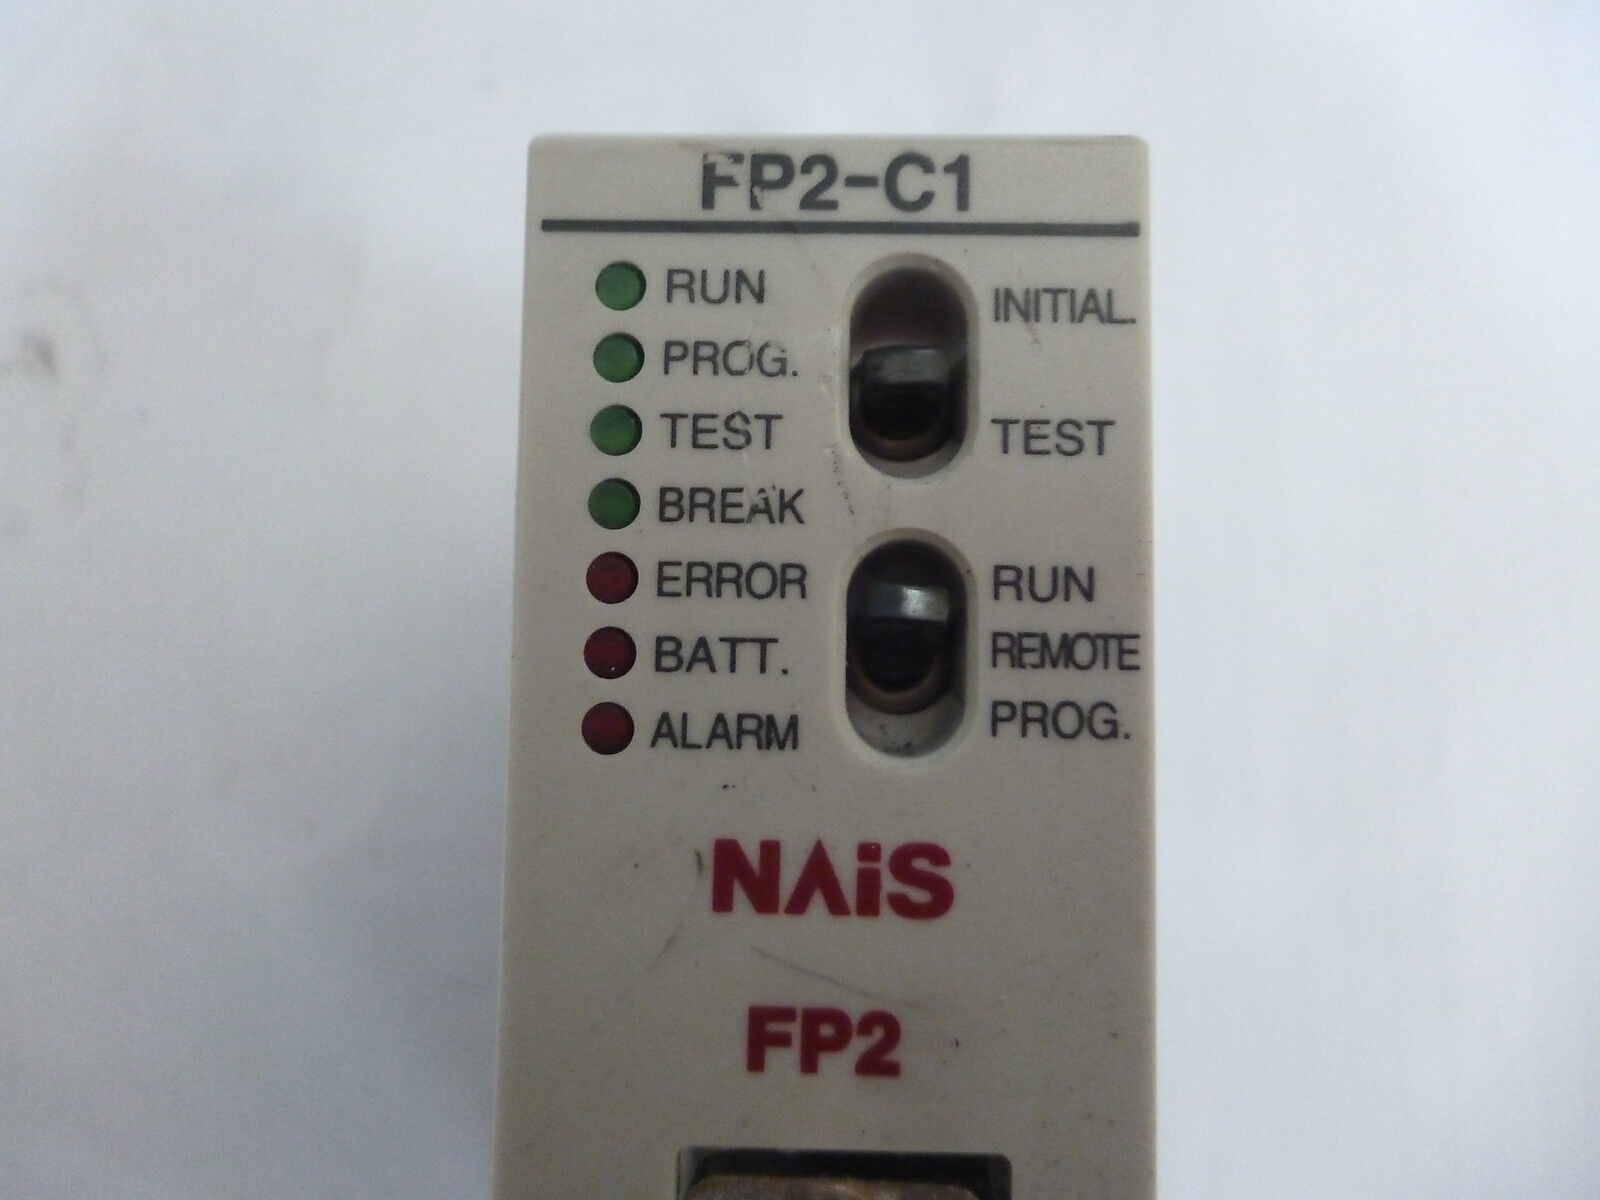 FP2-C1
RUN
PROG.
TEST
BREAK
ERROR
BATT.
ALARM
INITIAL.
TEST
RUN
REMOTE
PROG.
NAiS
FP2